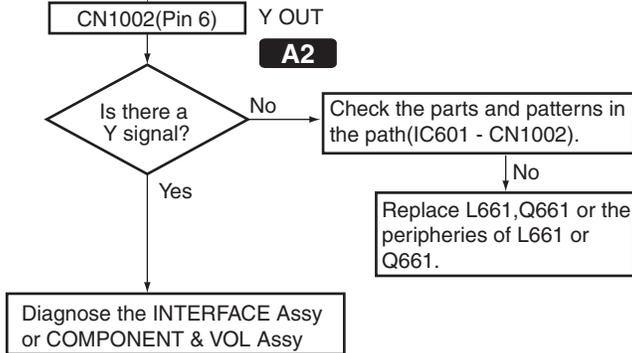 CN1002(Pin 6) Y OUT
A2
Is there a
Y signal?
No
Check the parts and patterns in
the path(IC601 - CN1002).
No
Yes
Replace L661,Q661 or the
peripheries of L661 or
Q661.
Diagnose the INTERFACE Assy
or COMPONENT & VOL Assy